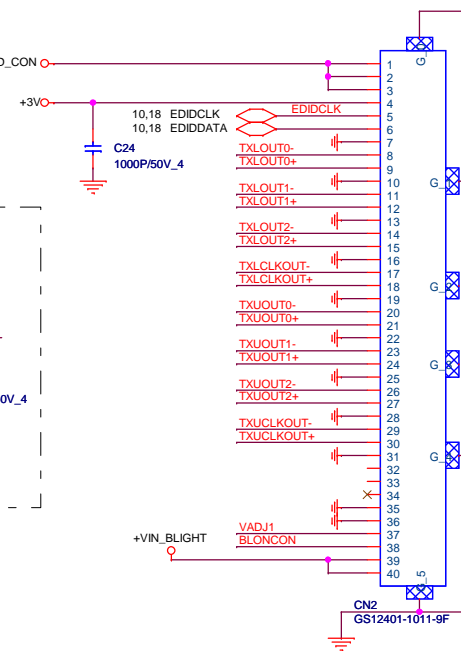 D_CON
+3V
10,18 EDIDCLK
10,18 EDIDDATA
EDIDCLK
C24
1000P/50V_4
TXLOUT0-
TXLOUT0+
TXLOUT1-
TXLOUT1+
TXLOUT2-
TXLOUT2+
TXLCLKOUT-
TXLCLKOUT+
TXUOUT0-
TXUOUT0+
TXUOUT1-
TXUOUT1+
TXUOUT2-
TXUOUT2+
TXUCLKOUT-
TXUCLKOUT+
0V_4
+VIN_BLIGHT
VADJ1
BLONCON
1
2
3
4
5
6
7
8
9
10
11
12
13
14
15
16
17
18
19
20
21
22
23
24
25
26
27
28
29
30
31
32
33
34
35
36
37
38
39
40
CN2
GS12401-1011-9F